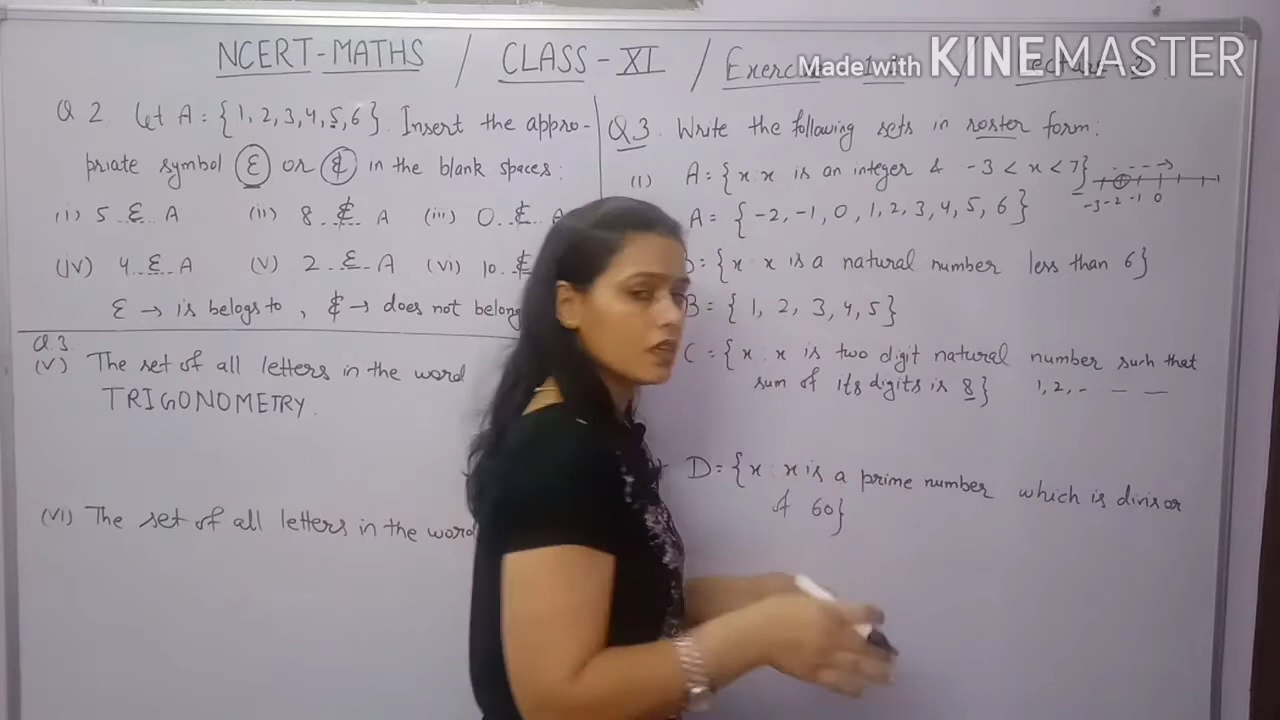 NCERT-MATHS / CLASS-XI / Exercise
Made with KINEMASTER
Q 2. Let A = {1, 2, 3, 4, 5, 6}. Insert the appro-
priate symbol ∈ or ∉ in the blank spaces:
(i) 5 ..∈.. A (ii) 8 ..∉.. A (iii) 0 ..∉.. A
(iv) 4 ..∈.. A (v) 2 ..∈.. A (vi) 10 ..∉
∈ → is belogs to , ∉ → does not belong
Q.3
(v) The set of all letters in the word
TRIGONOMETRY.
(vi) The set of all letters in the word
Q.3 Write the following sets in roster form:
(i) A = {x x is an integer & -3 < x < 7}
-3 -2 -1 0
A = {-2, -1, 0, 1, 2, 3, 4, 5, 6}
B = {x x is a natural number less than 6}
B = {1, 2, 3, 4, 5}
C = {x : x is two digit natural number such that
sum of its digits is 8} 1, 2, - — —
D = {x : x is a prime number which is divisor
of 60}